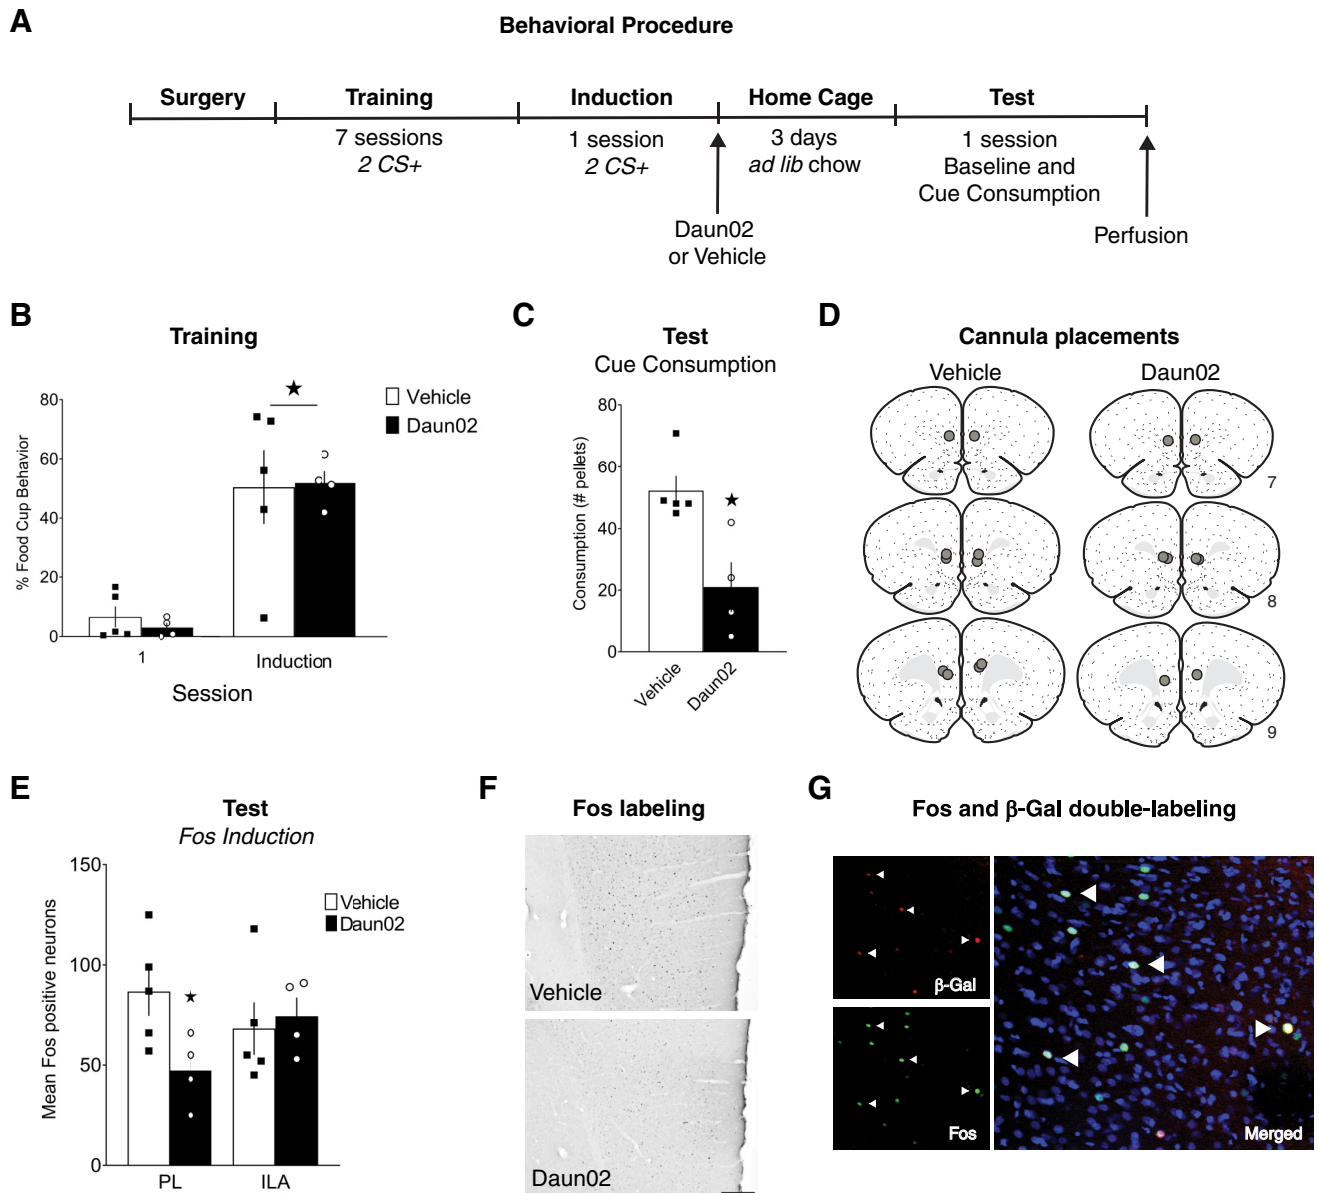 A
Behavioral Procedure
Surgery
Training
Induction
Home Cage
Test
7 sessions
2 CS+
1 session
2 CS+
3 days
ad lib chow
1 session
Baseline and
Cue Consumption
Daun02
or Vehicle
Perfusion
B
Training
Vehicle
Daun02
% Food Cup Behavior
80
60
40
20
0
1
Induction
Session
C
Test
Cue Consumption
Consumption (# pellets)
80
60
40
20
0
Vehicle
Daun02
D
Cannula placements
Vehicle
Daun02
7
8
9
E
Test
Fos Induction
Vehicle
Daun02
Mean Fos positive neurons
150
100
50
0
PL
ILA
F
Fos labeling
Vehicle
Daun02
G
Fos and β-Gal double-labeling
β-Gal
Fos
Merged